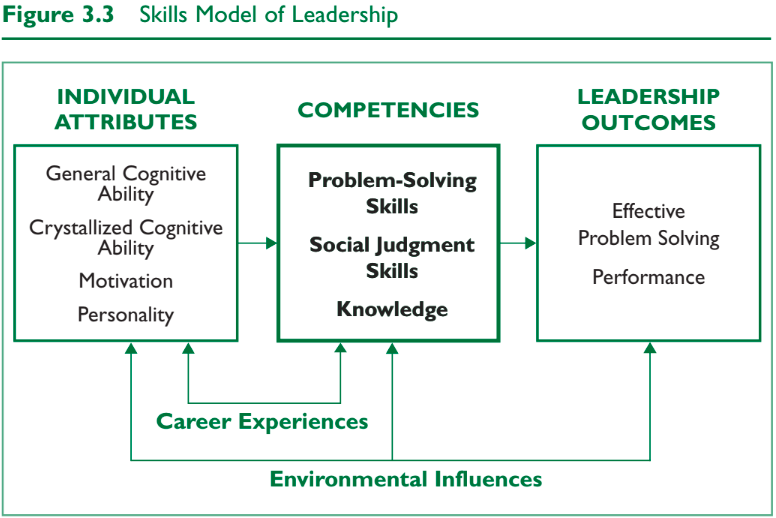 Figure 3.3 Skills Model of Leadership
INDIVIDUAL
ATTRIBUTES
General Cognitive
Ability
Crystallized Cognitive
Ability
Motivation
Personality
COMPETENCIES
Problem-Solving
Skills
Social Judgment
Skills
Knowledge
LEADERSHIP
OUTCOMES
Effective
Problem Solving
Performance
Career Experiences
Environmental Influences